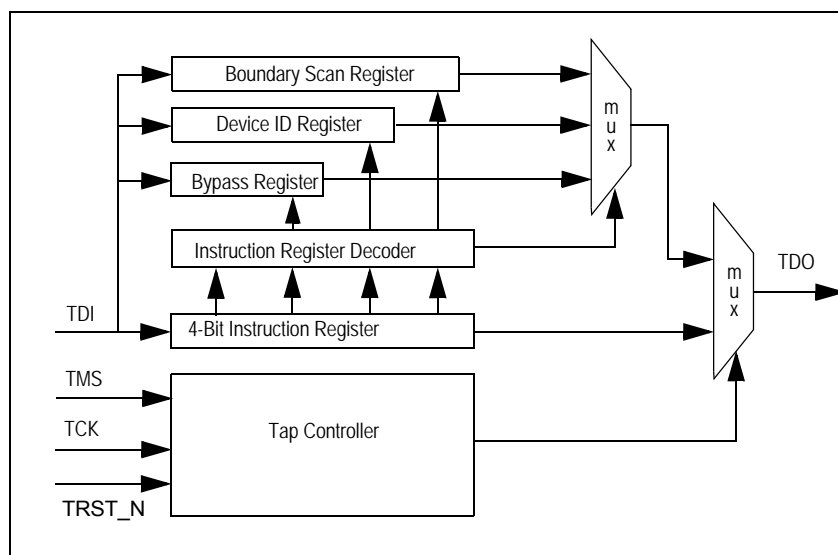 Boundary Scan Register
m
u
x
Device ID Register
Bypass Register
Instruction Register Decoder
m
u
x
TDO
TDI
4-Bit Instruction Register
TMS
TCK
Tap Controller
TRST_N